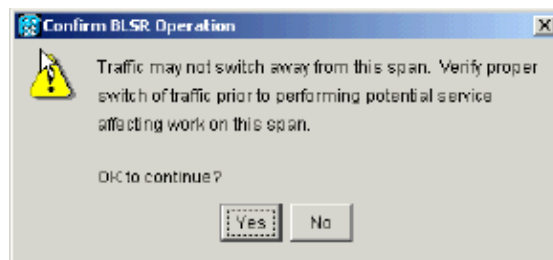 Confirm BLSR Operation
Traffic may not switch away from this span. Verify proper
switch of traffic prior to performing potential service
affecting work on this span.
OK to continue?
Yes
No